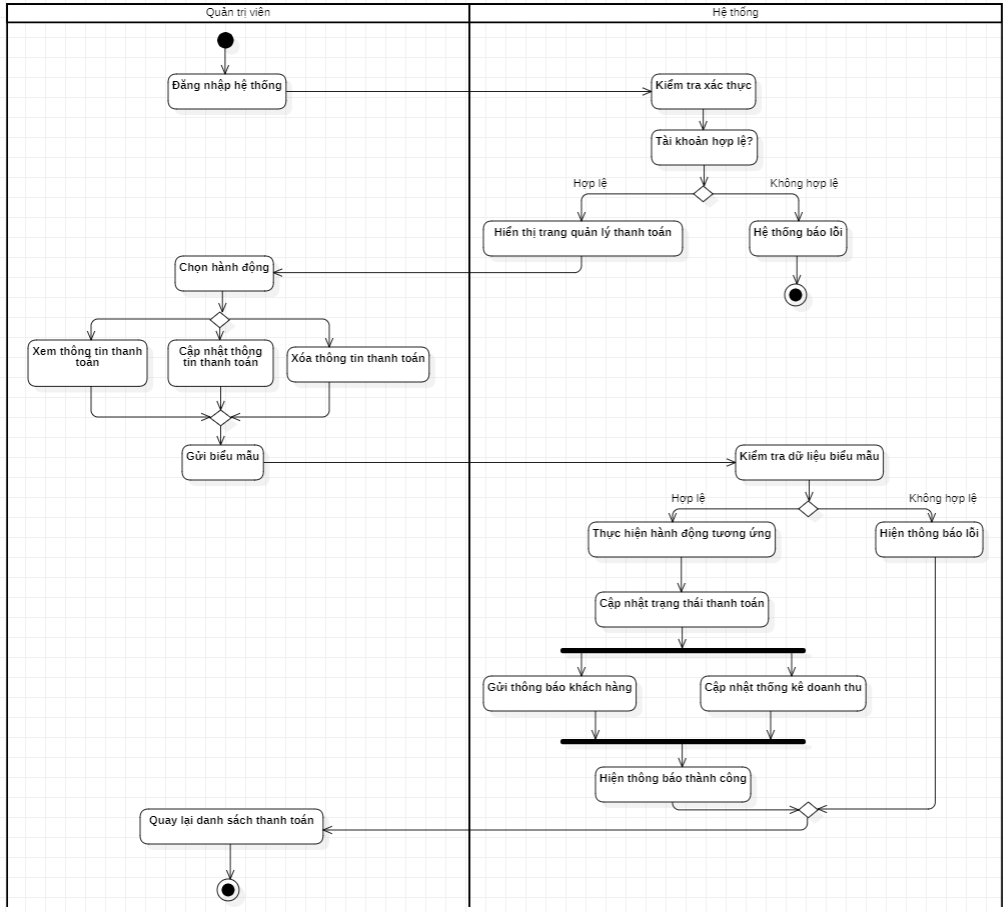 Quản trị viên
Hệ thống
Đăng nhập hệ thống
Kiểm tra xác thực
Tài khoản hợp lệ?
Hợp lệ
Không hợp lệ
Hiển thị trang quản lý thanh toán
Hệ thống báo lỗi
Chọn hành động
Xem thông tin thanh
toán
Cập nhật thông
tin thanh toán
Xóa thông tin thanh toán
Gửi biểu mẫu
Kiểm tra dữ liệu biểu mẫu
Hợp lệ
Không hợp lệ
Thực hiện hành động tương ứng
Hiện thông báo lỗi
Cập nhật trạng thái thanh toán
Gửi thông báo khách hàng
Cập nhật thống kê doanh thu
Hiện thông báo thành công
Quay lại danh sách thanh toán